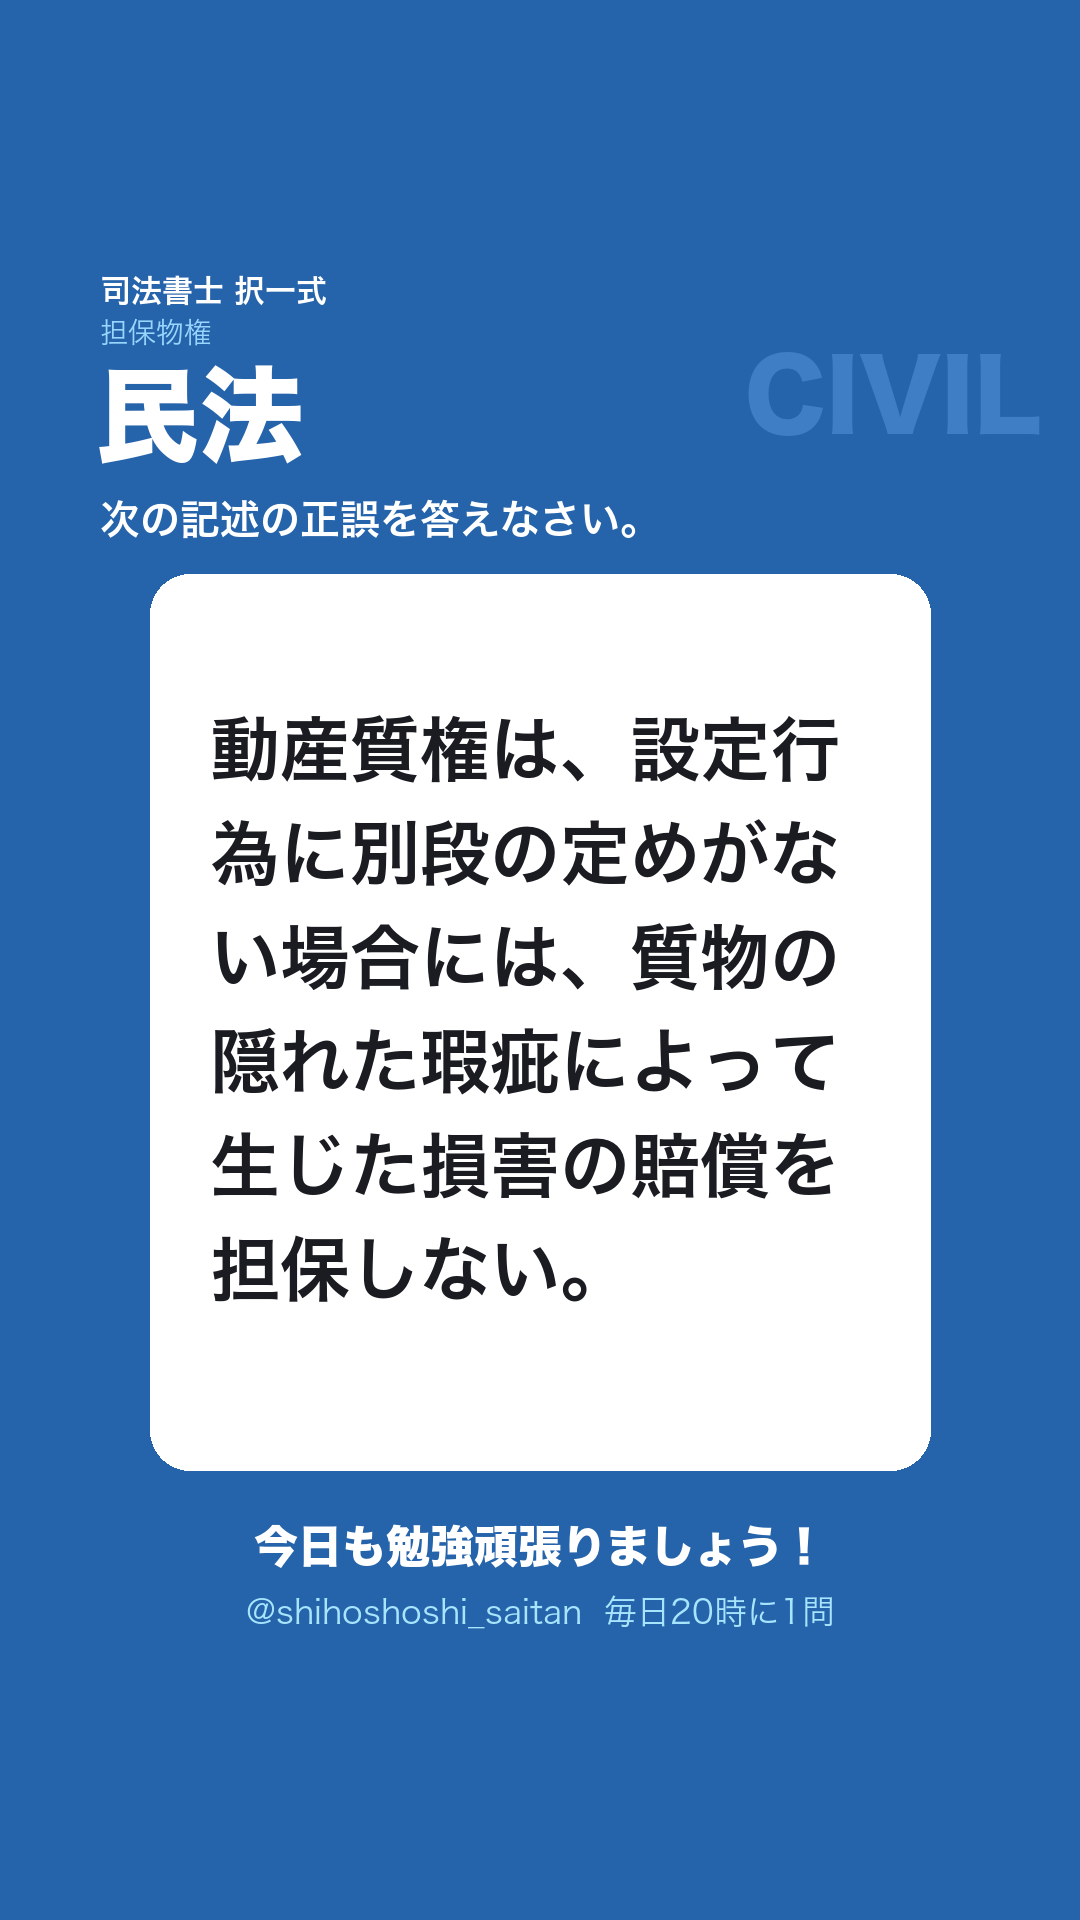 司法書士 択一式
担保物権
民法
CIVIL
次の記述の正誤を答えなさい。
動産質権は、設定行
為に別段の定めがな
い場合には、質物の
隠れた瑕疵によって
生じた損害の賠償を
担保しない。
今日も勉強頑張りましょう！
@shihoshoshi_saitan 毎日20時に1問